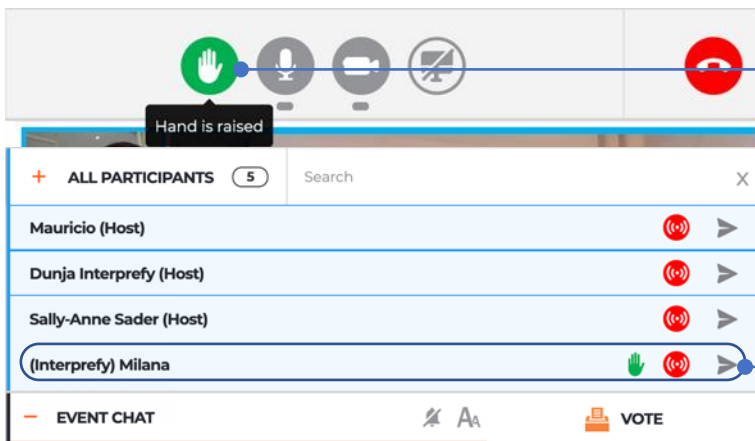 Hand is raised
+ ALL PARTICIPANTS 5 Search X
Mauricio (Host)
Dunja Interprefy (Host)
Sally-Anne Sader (Host)
(Interprefy) Milana
− EVENT CHAT AA VOTE